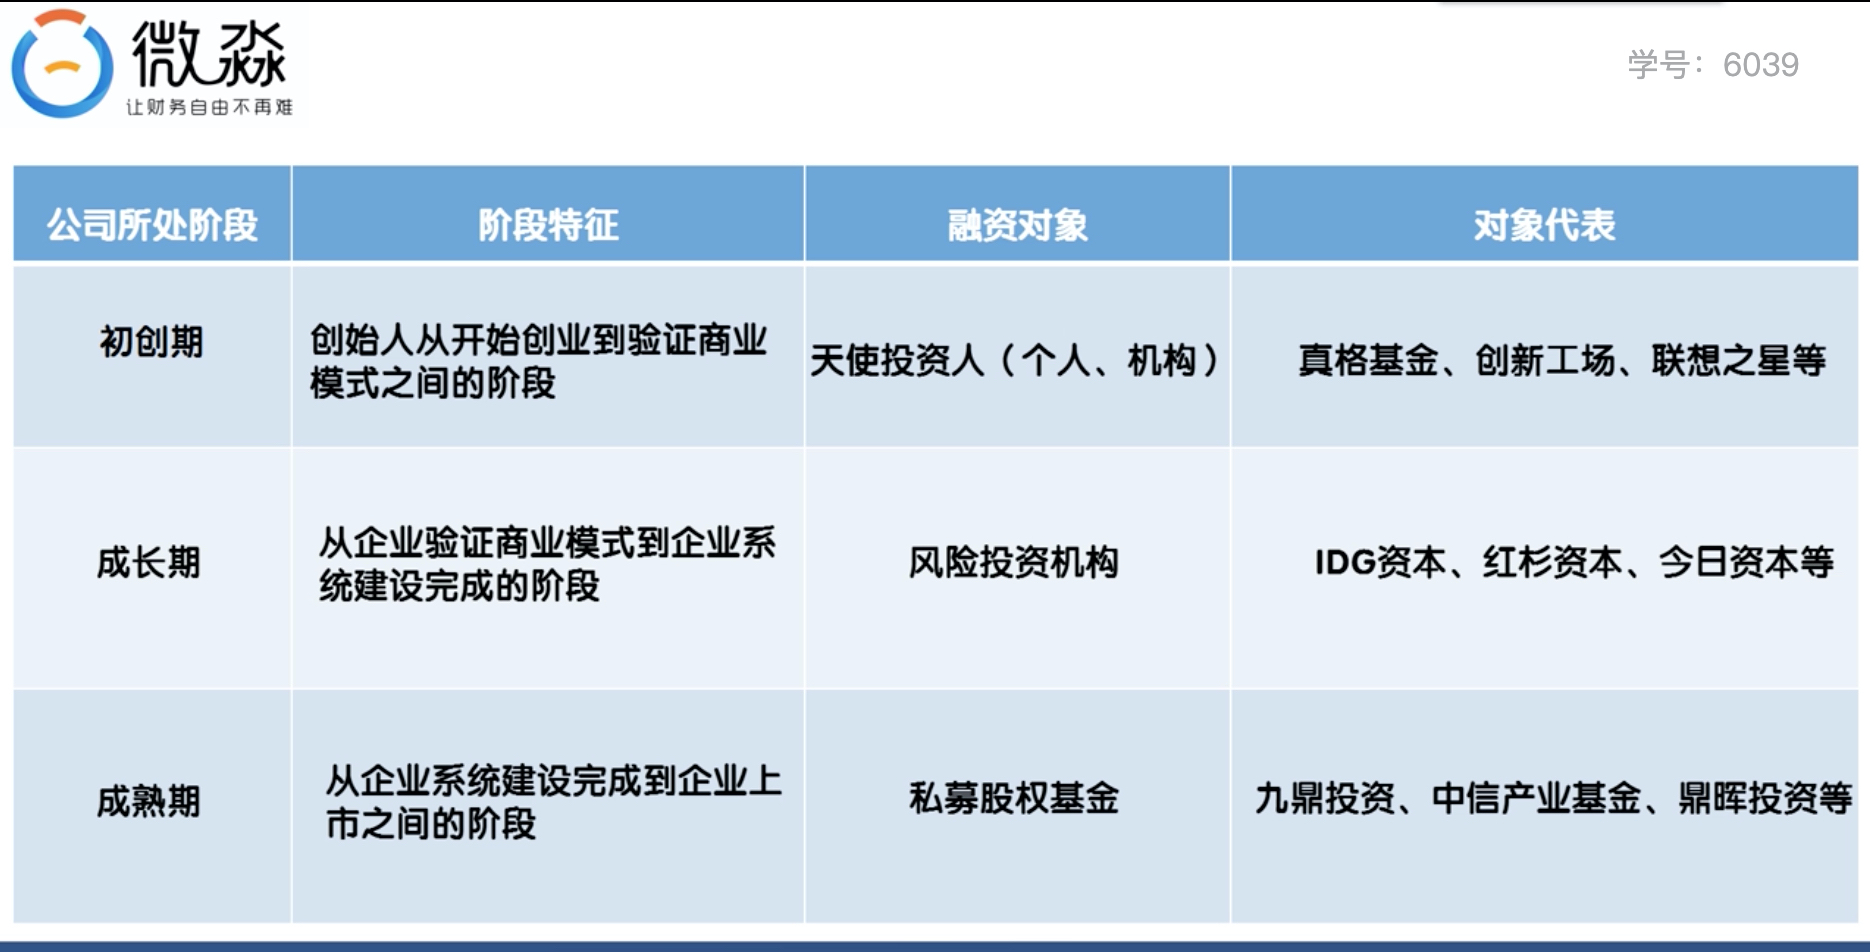 微淼
让财务自由不再难
学号：6039
公司所处阶段
阶段特征
融资对象
对象代表
初创期
创始人从开始创业到验证商业
模式之间的阶段
天使投资人（个人、机构）
真格基金、创新工场、联想之星等
成长期
从企业验证商业模式到企业系
统建设完成的阶段
风险投资机构
IDG资本、红杉资本、今日资本等
成熟期
从企业系统建设完成到企业上
市之间的阶段
私募股权基金
九鼎投资、中信产业基金、鼎晖投资等